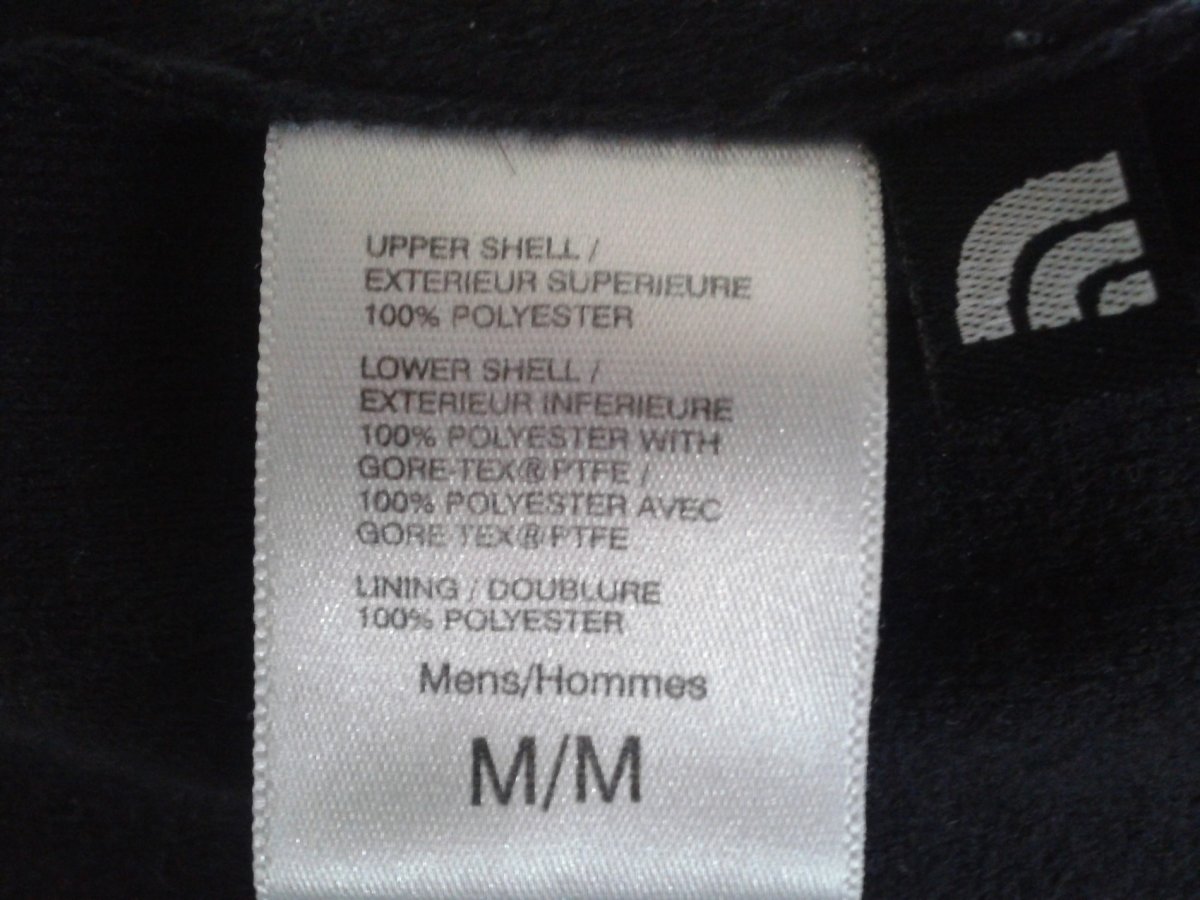 UPPER SHELL /
EXTERIEUR SUPERIEURE
100% POLYESTER
LOWER SHELL /
EXTERIEUR INFERIEURE
100% POLYESTER WITH
GORE-TEX® PTFE /
100% POLYESTER AVEC
GORE TEX® PTFE
LINING / DOUBLURE
100% POLYESTER
Mens/Hommes
M/M